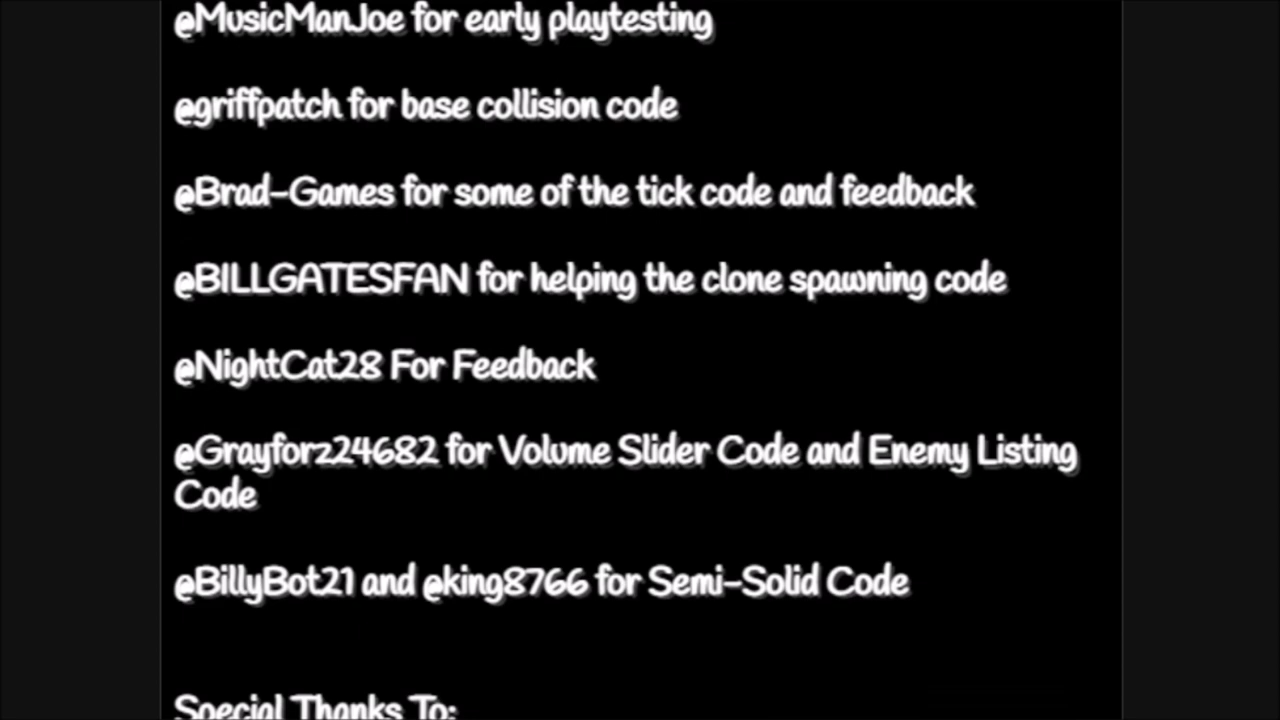 @MusicManJoe for early playtesting
@griffpatch for base collision code
@Brad-Games for some of the tick code and feedback
@BILLGATESFAN for helping the clone spawning code
@NightCat28 For Feedback
@Grayforz24682 for Volume Slider Code and Enemy Listing
Code
@BillyBot21 and @king8766 for Semi-Solid Code
Special Thanks To: